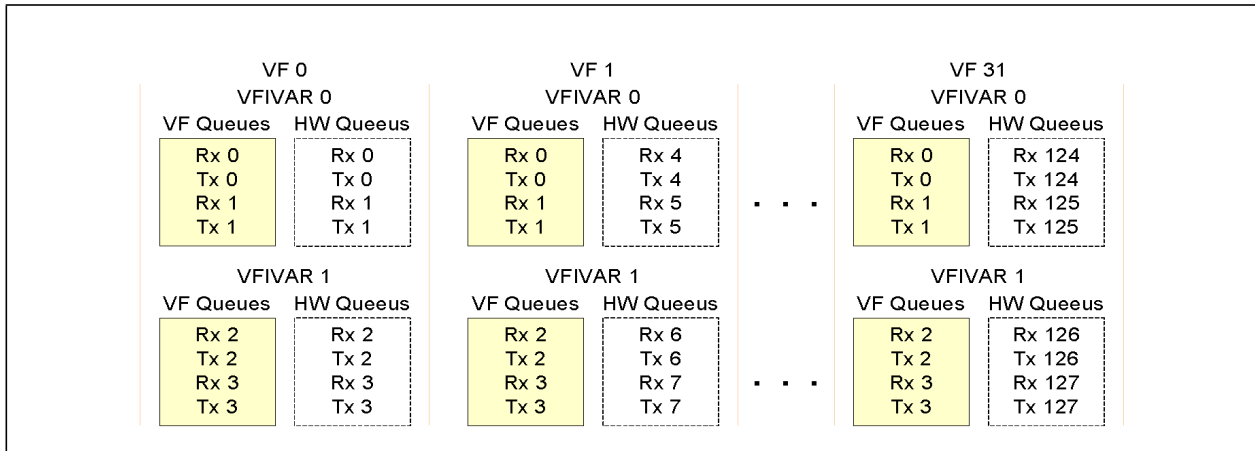 VF 0 VF 1 VF 31
VFIVAR 0 VFIVAR 0 VFIVAR 0
VF Queues HW Queeus VF Queues HW Queeus VF Queues HW Queeus
Rx 0 Rx 0 Rx 0 Rx 4 Rx 0 Rx 124
Tx 0 Tx 0 Tx 0 Tx 4 Tx 0 Tx 124
Rx 1 Rx 1 Rx 1 Rx 5 . . . Rx 1 Rx 125
Tx 1 Tx 1 Tx 1 Tx 5 Tx 1 Tx 125
VFIVAR 1 VFIVAR 1 VFIVAR 1
VF Queues HW Queeus VF Queues HW Queeus VF Queues HW Queeus
Rx 2 Rx 2 Rx 2 Rx 6 Rx 2 Rx 126
Tx 2 Tx 2 Tx 2 Tx 6 Tx 2 Tx 126
Rx 3 Rx 3 Rx 3 Rx 7 . . . Rx 3 Rx 127
Tx 3 Tx 3 Tx 3 Tx 7 Tx 3 Tx 127